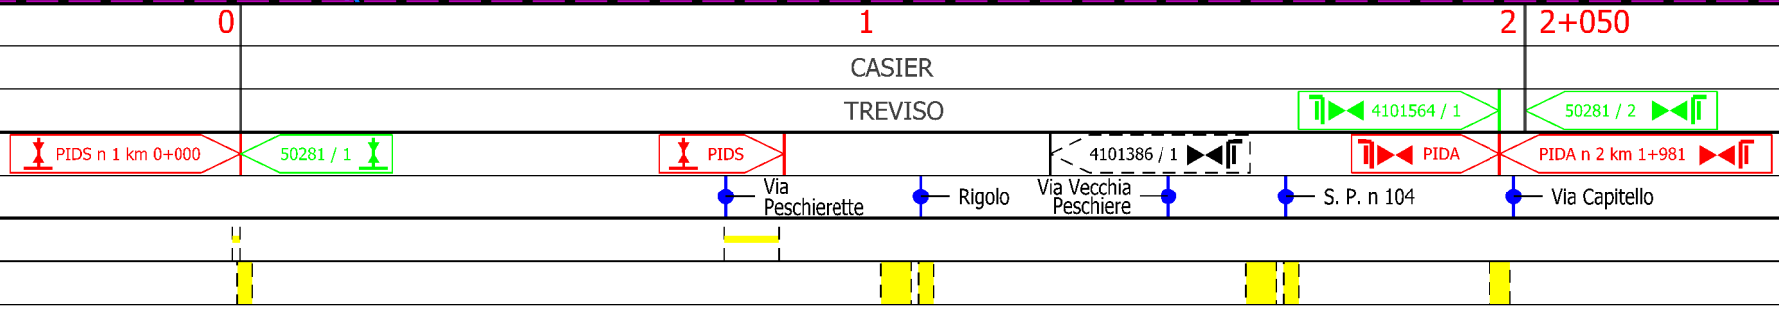 0 1 2 2+050
CASIER
TREVISO
4101564 / 1 50281 / 2
PIDS n 1 km 0+000 50281 / 1 PIDS 4101386 / 1 PIDA PIDA n 2 km 1+981
Via
Peschierette
Rigolo
Via Vecchia
Peschiere
S. P. n 104
Via Capitello